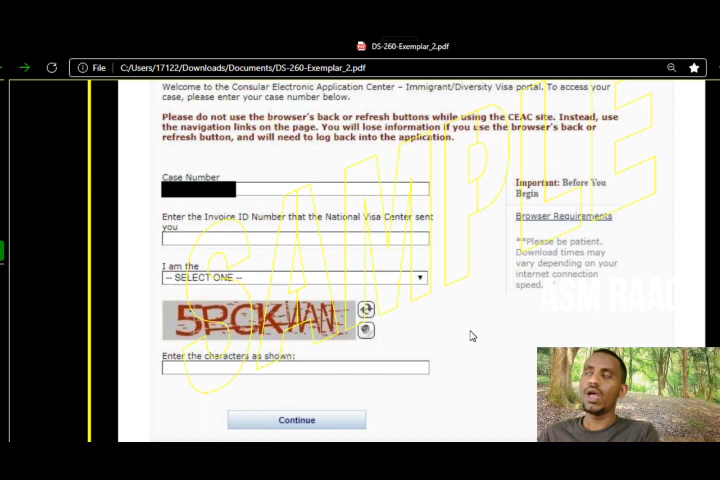 DS-260-Exemplar_2.pdf
File
C:/Users/17122/Downloads/Documents/DS-260-Exemplar_2.pdf
Welcome to the Consular Electronic Application Center – Immigrant/Diversity Visa portal. To access your
case, please enter your case number below.
Please do not use the browser's back or refresh buttons while using the CEAC site. Instead, use
the navigation links on the page. You will lose information if you use the browser's back or
refresh button, and will need to log back into the application.
Case Number
Enter the Invoice ID Number that the National Visa Center sent
you
I am the
-- SELECT ONE --
Enter the characters as shown:
Continue
Important: Before You
Begin
Browser Requirements
**Please be patient.
Download times may
vary depending on your
internet connection
speed.
SAMPLE